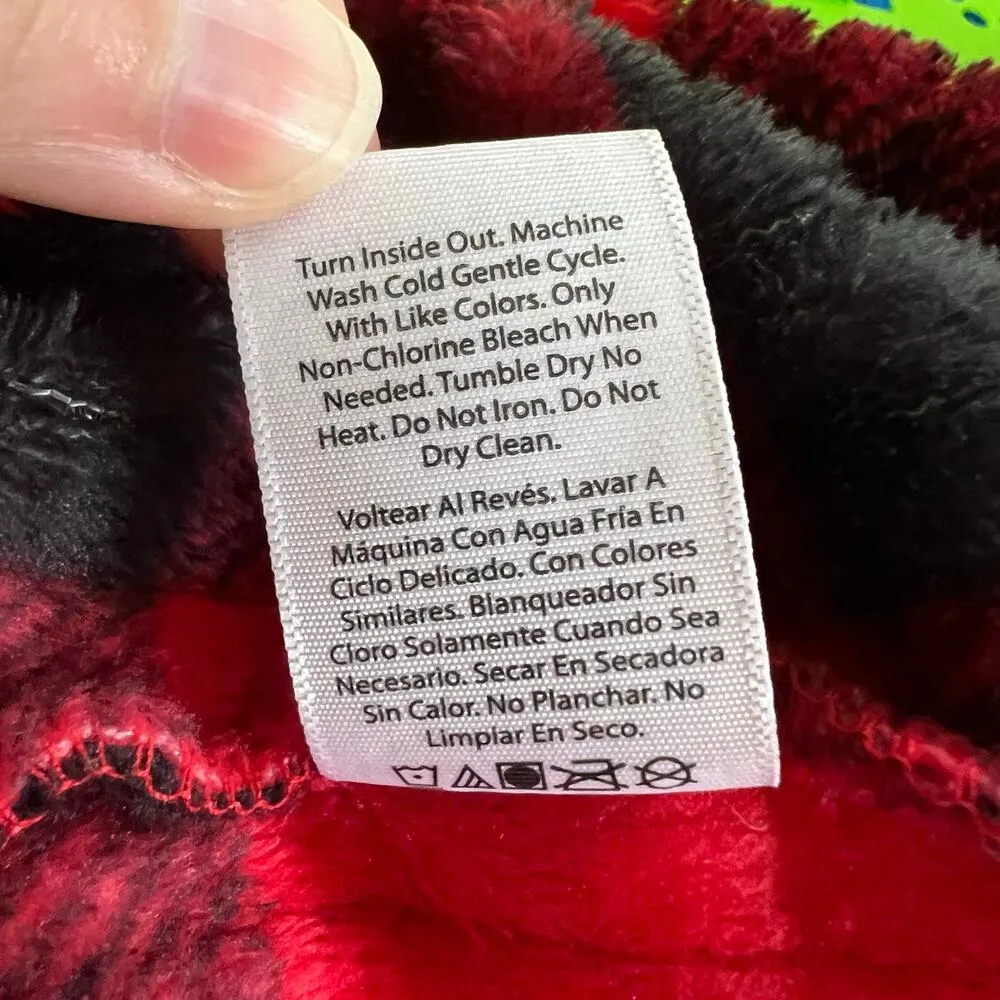 Turn Inside Out. Machine
Wash Cold Gentle Cycle.
With Like Colors. Only
Non-Chlorine Bleach When
Needed. Tumble Dry No
Heat. Do Not Iron. Do Not
Dry Clean.
Voltear Al Revés. Lavar A
Máquina Con Agua Fría En
Ciclo Delicado. Con Colores
Similares. Blanqueador Sin
Cloro Solamente Cuando Sea
Necesario. Secar En Secadora
Sin Calor. No Planchar. No
Limpiar En Seco.